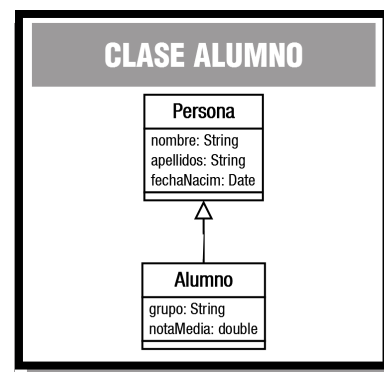 CLASE ALUMNO
Persona
nombre: String
apellidos: String
fechaNacim: Date
Alumno
grupo: String
notaMedia: double